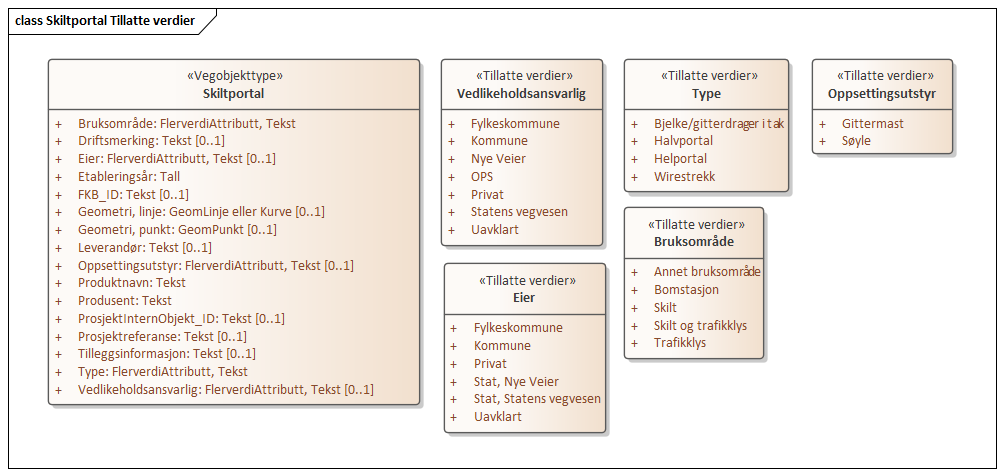 class Skiltportal Tillatte verdier
«Vegobjekttype»
Skiltportal
+ Bruksområde: FlerverdiAttributt, Tekst
+ Driftsmerking: Tekst [0..1]
+ Eier: FlerverdiAttributt, Tekst [0..1]
+ Etableringsår: Tall
+ FKB_ID: Tekst [0..1]
+ Geometri, linje: GeomLinje eller Kurve [0..1]
+ Geometri, punkt: GeomPunkt [0..1]
+ Leverandør: Tekst [0..1]
+ Oppsettingsutstyr: FlerverdiAttributt, Tekst [0..1]
+ Produktnavn: Tekst
+ Produsent: Tekst
+ ProsjektInternObjekt_ID: Tekst [0..1]
+ Prosjektreferanse: Tekst [0..1]
+ Tilleggsinformasjon: Tekst [0..1]
+ Type: FlerverdiAttributt, Tekst
+ Vedlikeholdsansvarlig: FlerverdiAttributt, Tekst [0..1]
«Tillatte verdier»
Vedlikeholdsansvarlig
+ Fylkeskommune
+ Kommune
+ Nye Veier
+ OPS
+ Privat
+ Statens vegvesen
+ Uavklart
«Tillatte verdier»
Eier
+ Fylkeskommune
+ Kommune
+ Privat
+ Stat, Nye Veier
+ Stat, Statens vegvesen
+ Uavklart
«Tillatte verdier»
Type
+ Bjelke/gitterdrager i tak
+ Halvportal
+ Helportal
+ Wirestrekk
«Tillatte verdier»
Bruksområde
+ Annet bruksområde
+ Bomstasjon
+ Skilt
+ Skilt og trafikklys
+ Trafikklys
«Tillatte verdier»
Oppsettingsutstyr
+ Gittermast
+ Søyle